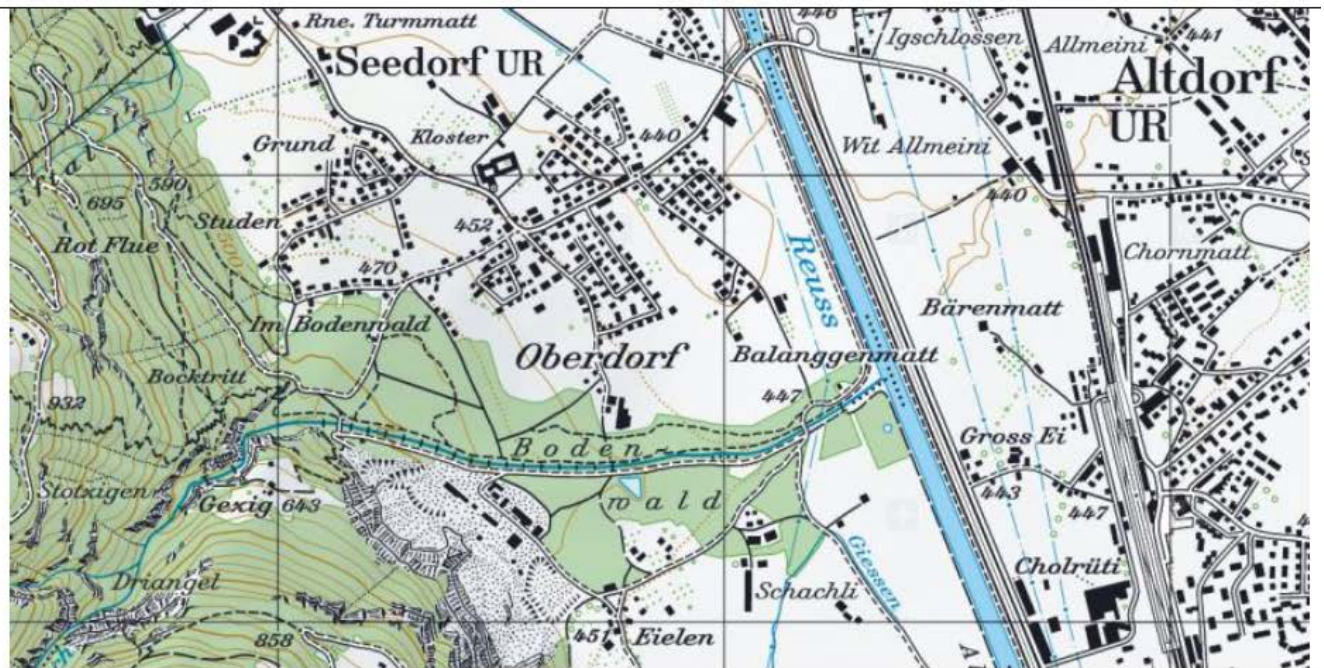 Rne. Turmmatt
446
Igschlossen
Allmeini
441
Seedorf UR
Altdorf
UR
Grund
Kloster
440
Wit Allmeini
590
695
Studen
452
440
Rot Flue
500
470
Reuss
Chornmatt
Im Bodenwald
Bärenmatt
Oberdorf
Balanggenmatt
Bocktritt
447
932
Boden-
Gross Ei
Stotzigen
Gexig 643
wald
443
447
Giessen
Driangel
Schachli
Cholrüti
858
451
Eielen